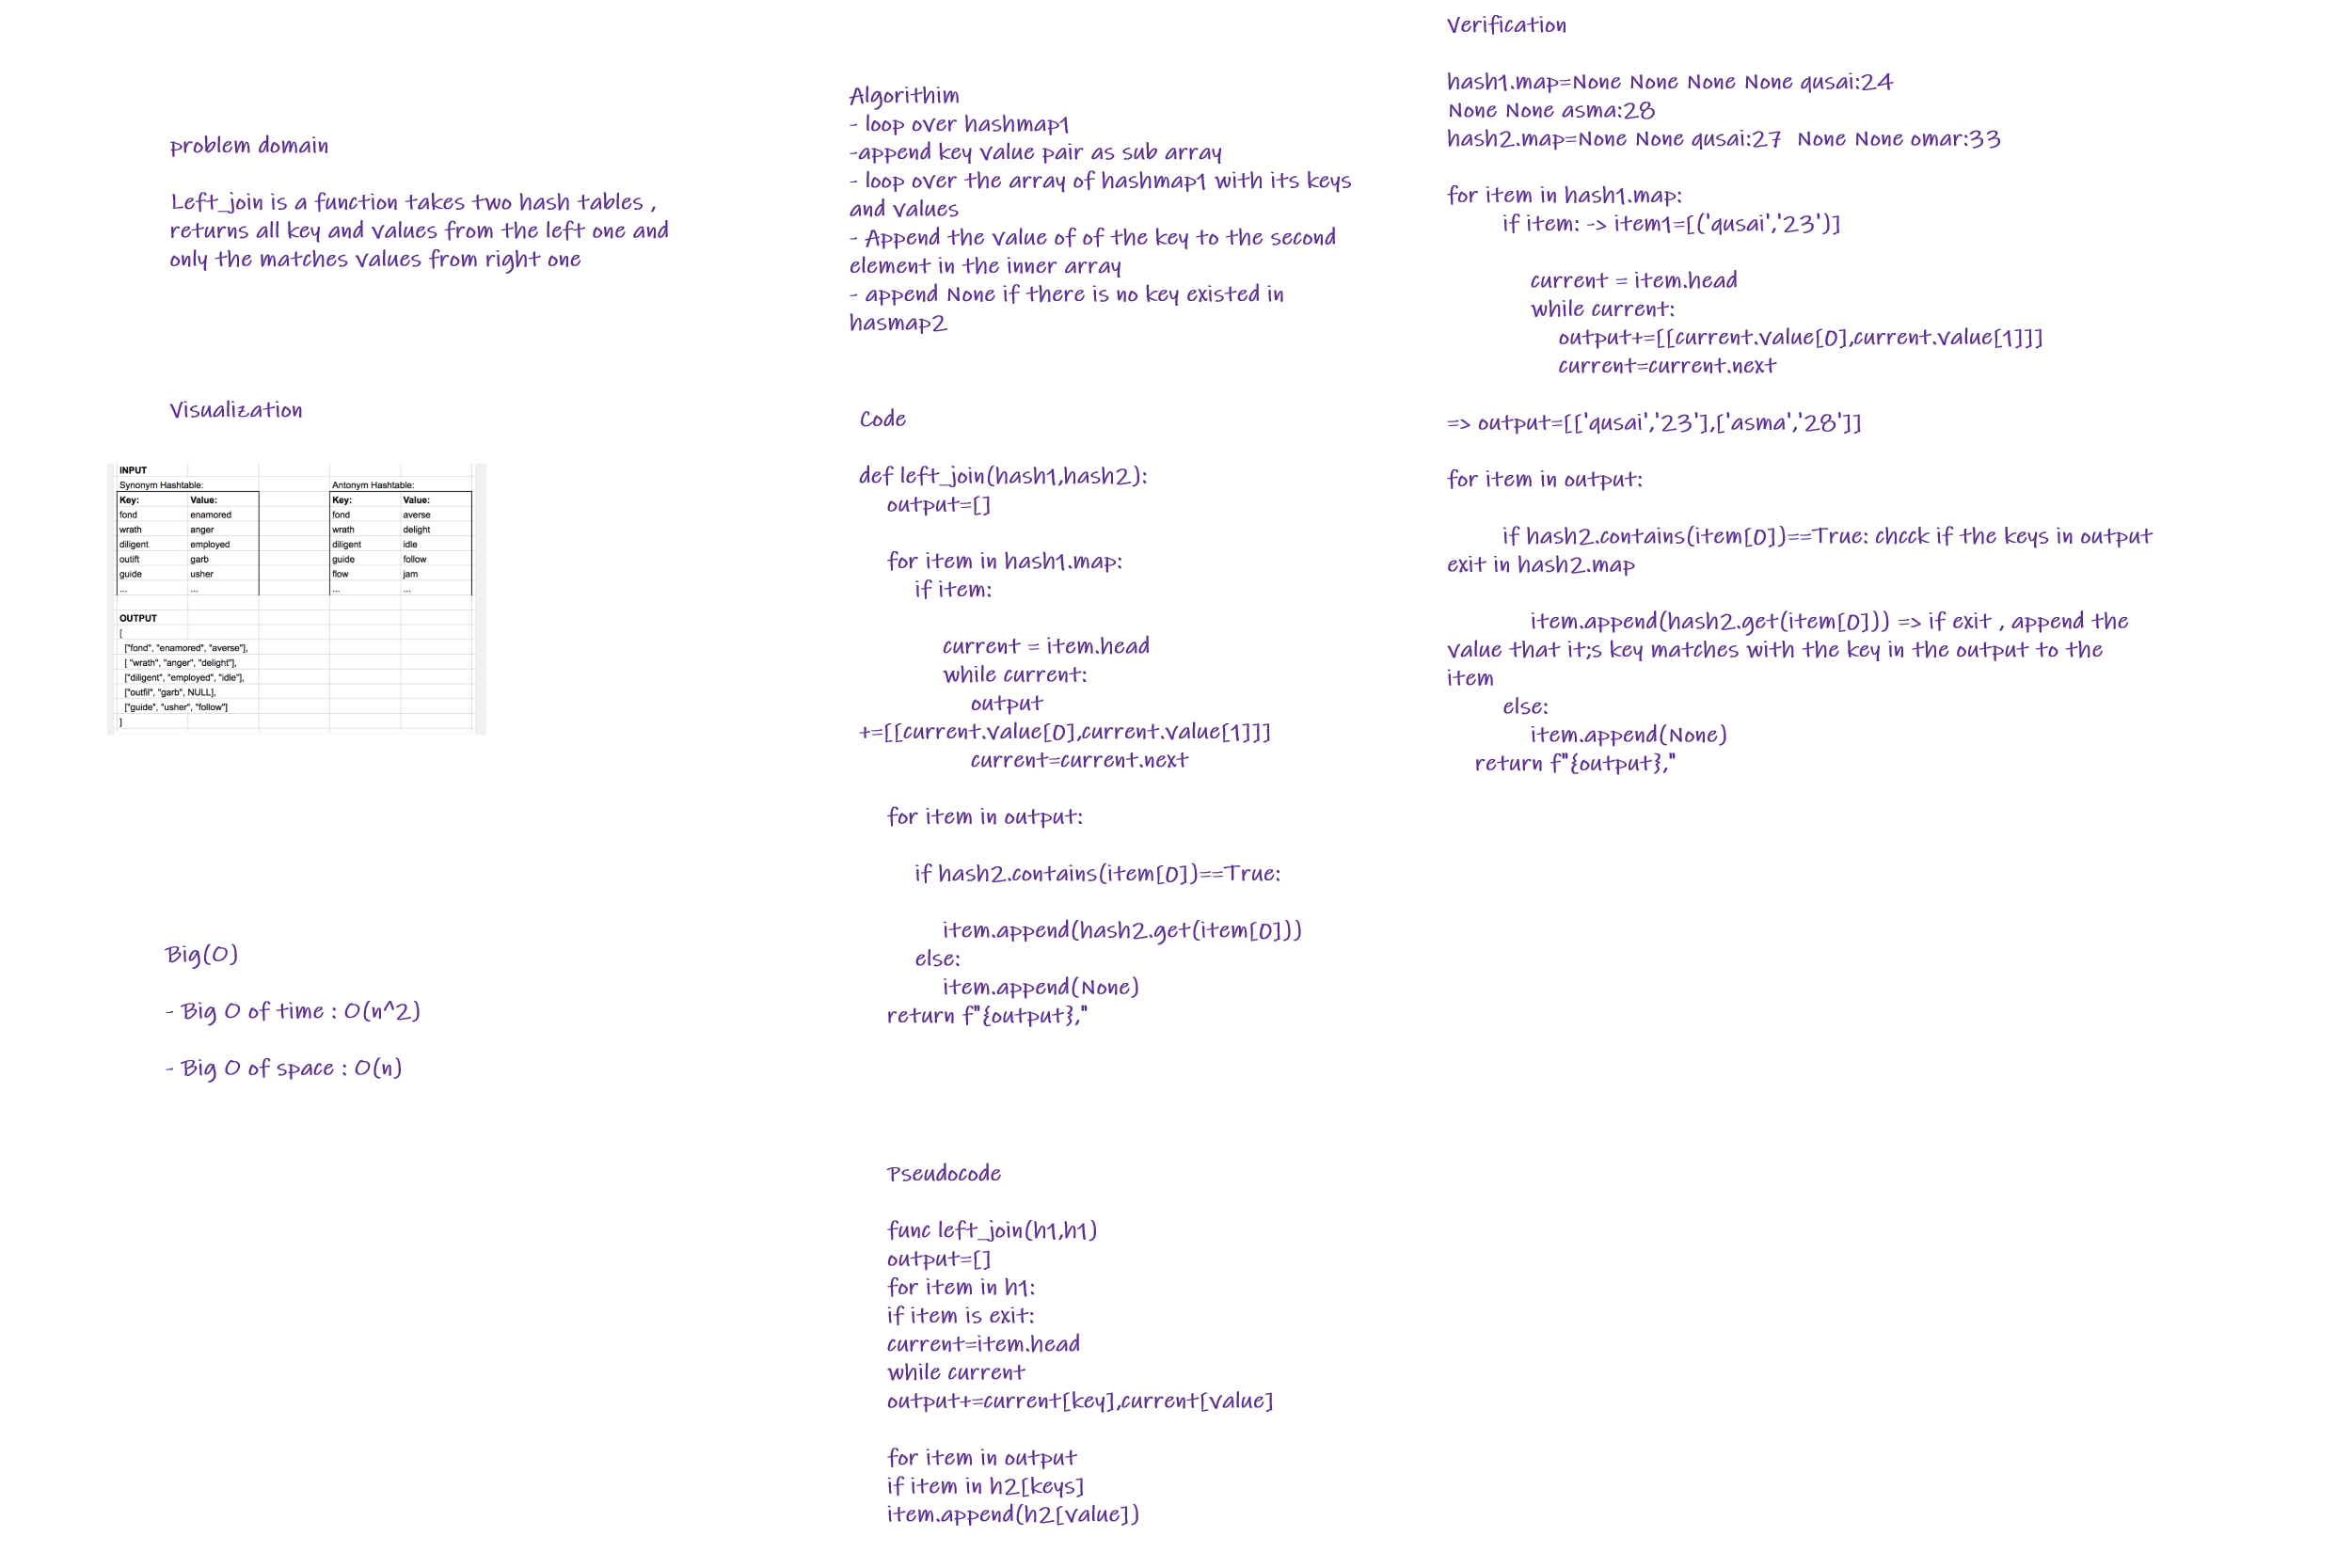 problem domain
Left_join is a function takes two hash tables ,
returns all key and values from the left one and
only the matches values from right one
Visualization
INPUT
Synonym Hashtable: Antonym Hashtable:
Key: Value: Key: Value:
fond enamored fond averse
wrath anger wrath delight
diligent employed diligent idle
outift garb guide follow
guide usher flow jam
... ... ... ...
OUTPUT
[
["fond", "enamored", "averse"],
[ "wrath", "anger", "delight"],
["diligent", "employed", "idle"],
["outfil", "garb", NULL],
["guide", "usher", "follow"]
]
Big(O)
- Big O of time : O(n^2)
- Big O of space : O(n)
Algorithim
- loop over hashmap1
-append key value pair as sub array
- loop over the array of hashmap1 with its keys
and values
- Append the value of of the key to the second
element in the inner array
- append None if there is no key existed in
hasmap2
Code
def left_join(hash1,hash2):
output=[]
for item in hash1.map:
if item:
current = item.head
while current:
output
+=[[current.value[0],current.value[1]]]
current=current.next
for item in output:
if hash2.contains(item[0])==True:
item.append(hash2.get(item[0]))
else:
item.append(None)
return f"{output},"
Pseudocode
func left_join(h1,h1)
output=[]
for item in h1:
if item is exit:
current=item.head
while current
output+=current[key],current[value]
for item in output
if item in h2[keys]
item.append(h2[value])
Verification
hash1.map=None None None None qusai:24
None None asma:28
hash2.map=None None qusai:27 None None omar:33
for item in hash1.map:
if item: -> item1=[('qusai','23')]
current = item.head
while current:
output+=[[current.value[0],current.value[1]]]
current=current.next
=> output=[['qusai','23'],['asma','28']]
for item in output:
if hash2.contains(item[0])==True: chcck if the keys in output
exit in hash2.map
item.append(hash2.get(item[0])) => if exit , append the
value that it;s key matches with the key in the output to the
item
else:
item.append(None)
return f"{output},"